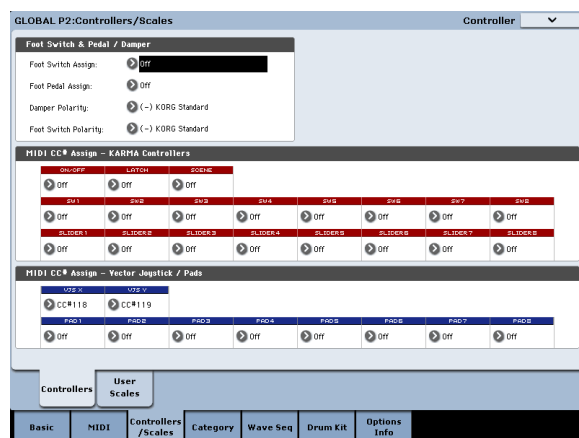 GLOBAL P2:Controllers/Scales Controller
Foot Switch & Pedal / Damper
Foot Switch Assign: Off
Foot Pedal Assign: Off
Damper Polarity: (-) KORG Standard
Foot Switch Polarity: (-) KORG Standard
MIDI CC# Assign - KARMA Controllers
ON/OFF LATCH SCENE
Off Off Off
SW1 SW2 SW3 SW4 SW5 SW6 SW7 SW8
Off Off Off Off Off Off Off Off
SLIDER1 SLIDER2 SLIDER3 SLIDER4 SLIDER5 SLIDER6 SLIDER7 SLIDER8
Off Off Off Off Off Off Off Off
MIDI CC# Assign - Vector Joystick / Pads
VJS X VJS Y
CC#118 CC#119
PAD1 PAD2 PAD3 PAD4 PAD5 PAD6 PAD7 PAD8
Off Off Off Off Off Off Off Off
Controllers User Scales
Basic MIDI Controllers /Scales Category Wave Seq Drum Kit Options Info